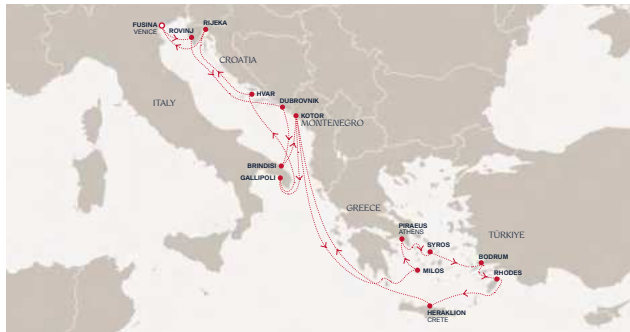 FUSINA
VENICE
ROVINJ
RIJEKA
CROATIA
ITALY
HVAR
DUBROVNIK
KOTOR
MONTENEGRO
BRINDISI
GALLIPOLI
GREECE
PIRAEUS
ATHENS
SYROS
TÜRKIYE
BODRUM
RHODES
MILOS
HERAKLION
CRETE